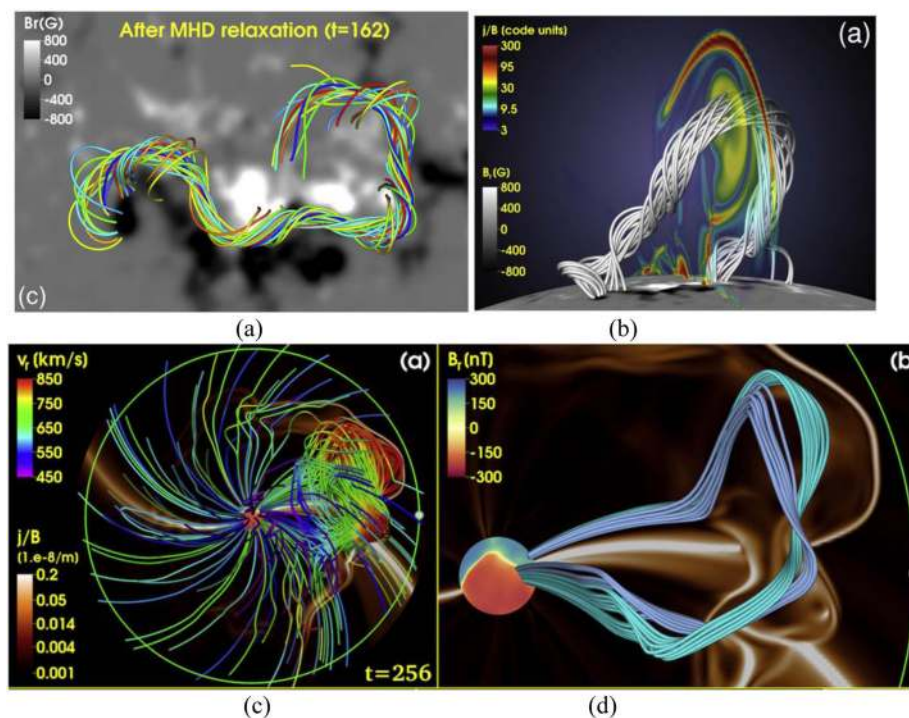 Br(G)
800
400
0
-400
-800
After MHD relaxation (t=162)
(c)
(a)
j/B (code units)
300
95
30
9.5
3
Br(G)
800
400
0
-400
-800
(a)
(b)
vr (km/s)
850
750
650
550
450
j/B
(1.e-8/m)
0.2
0.05
0.014
0.004
0.001
(a)
t=256
(c)
Br (nT)
300
150
0
-150
-300
(b)
(d)